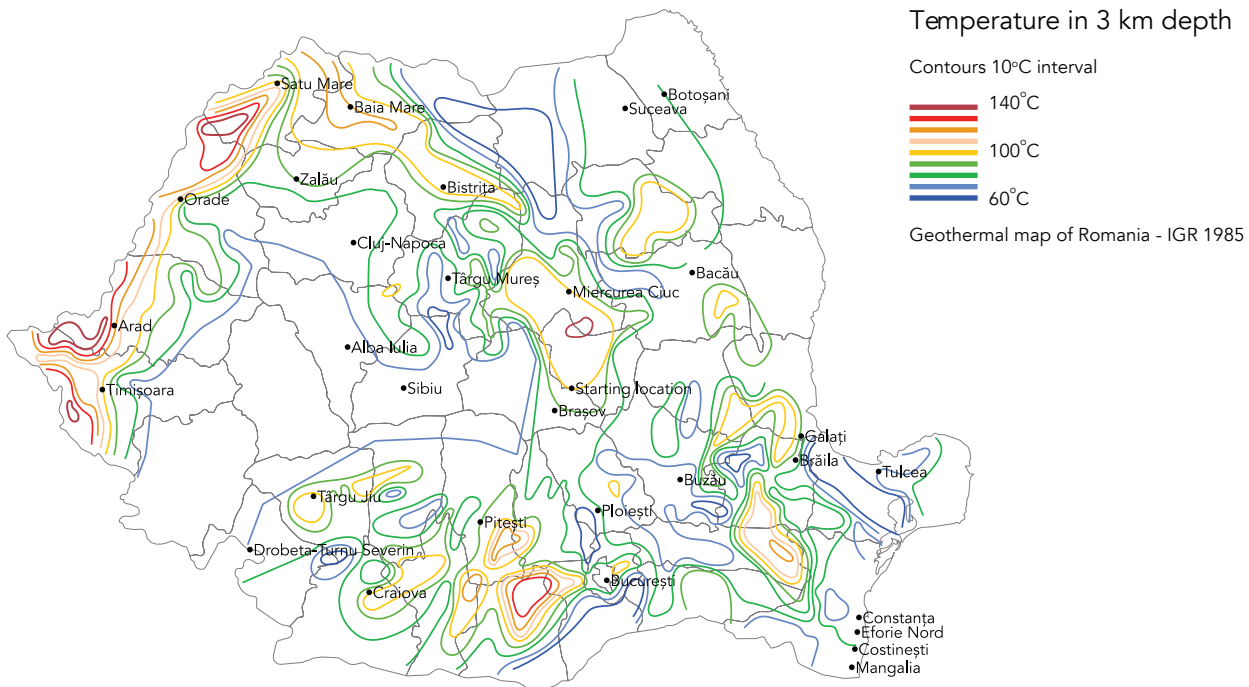 Temperature in 3 km depth
Contours 10°C interval
140°C
100°C
60°C
Geothermal map of Romania - IGR 1985
Satu Mare
Botoșani
Baia Mare
Suceava
Zalău
Bistrița
Orade
Cluj-Napoca
Bacău
Târgu Mureș
Miercurea Ciuc
Arad
Alba Iulia
Timișoara
Sibiu
Starting location
Brașov
Galați
Brăila
Tulcea
Buzău
Târgu Jiu
Ploiești
Pitești
Drobeta-Turnu Severin
București
Craiova
Constanța
Eforie Nord
Costinești
Mangalia